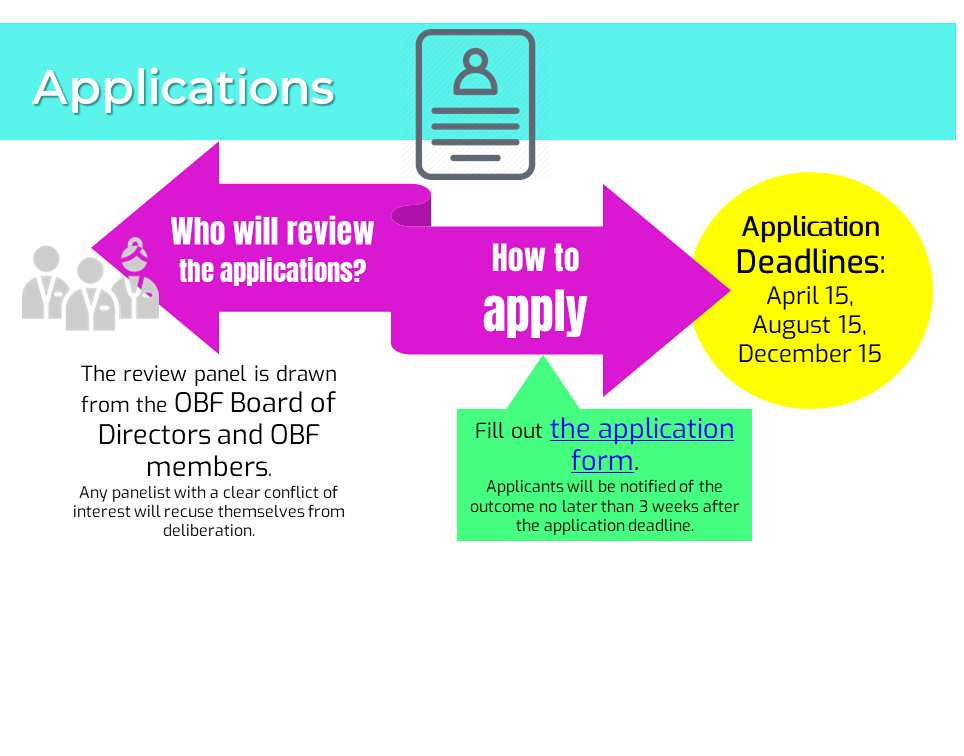 Applications
Who will review
the applications?
The review panel is drawn
from the OBF Board of
Directors and OBF
members.
Any panelist with a clear conflict of
interest will recuse themselves from
deliberation.
How to
apply
Fill out the application
form.
Applicants will be notified of the
outcome no later than 3 weeks after
the application deadline.
Application
Deadlines:
April 15,
August 15,
December 15